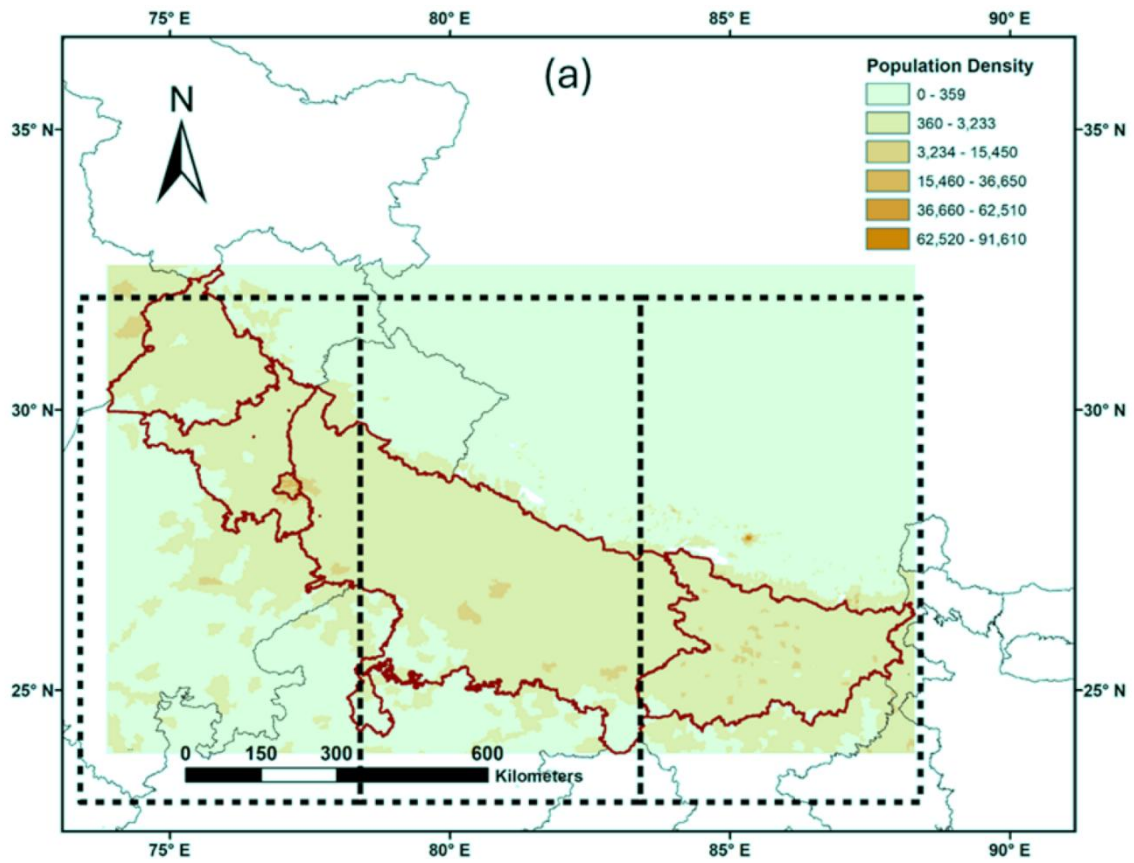 75° E 80° E 85° E 90° E
(a)
N
Population Density
0 - 359
360 - 3,233
3,234 - 15,450
15,460 - 36,650
36,660 - 62,510
62,520 - 91,610
35° N 35° N
30° N 30° N
25° N 25° N
0 150 300 600
Kilometers
75° E 80° E 85° E 90° E